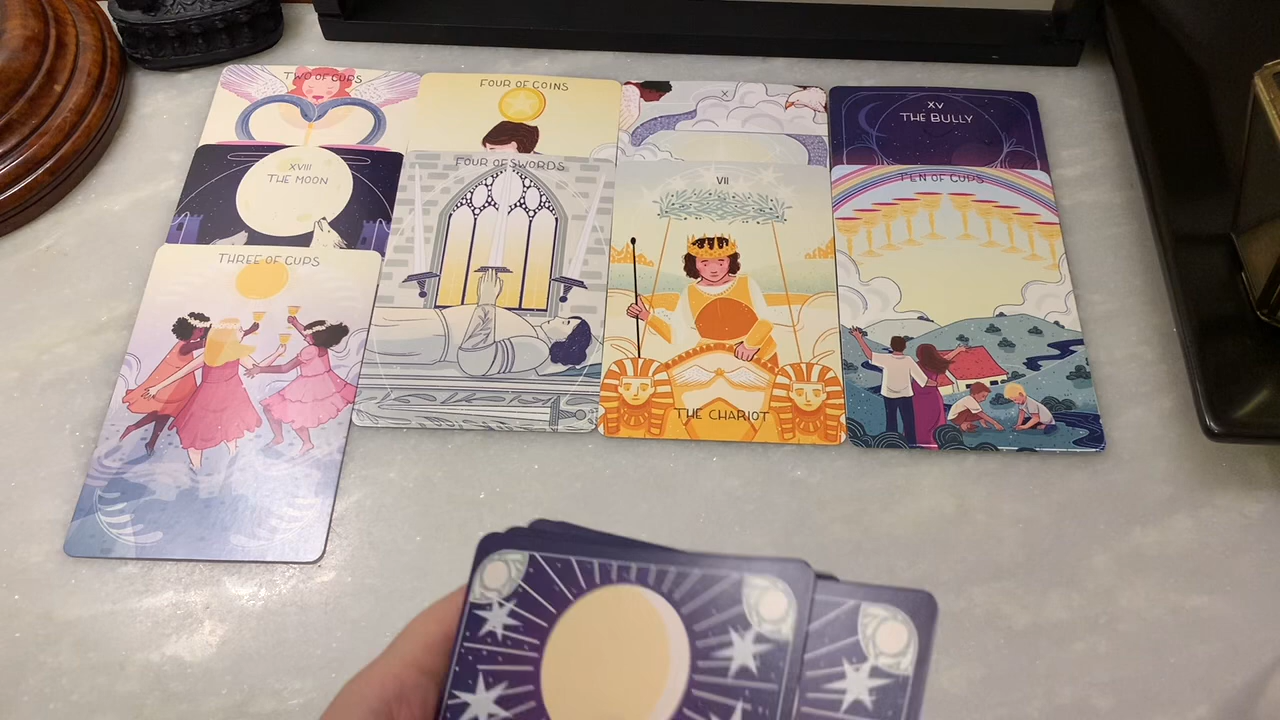 TWO OF CUPS
FOUR OF COINS
X
XV
THE BULLY
XVIII
THE MOON
FOUR OF SWORDS
VII
THE CHARIOT
TEN OF CUPS
THREE OF CUPS